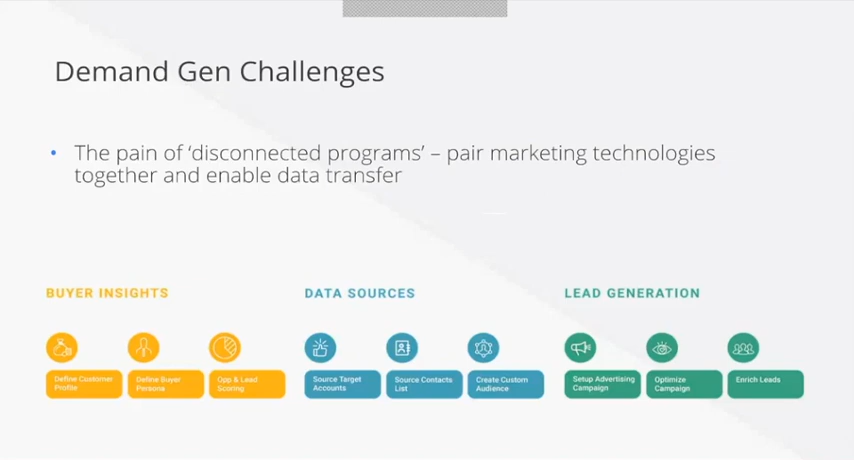 Demand Gen Challenges
• The pain of ‘disconnected programs’ – pair marketing technologies
together and enable data transfer
BUYER INSIGHTS
DATA SOURCES
LEAD GENERATION
Define Customer
Profile
Define Buyer
Persona
Opp & Lead
Scoring
Source Target
Accounts
Source Contacts
List
Create Custom
Audience
Setup Advertising
Campaign
Optimize
Campaign
Enrich Leads